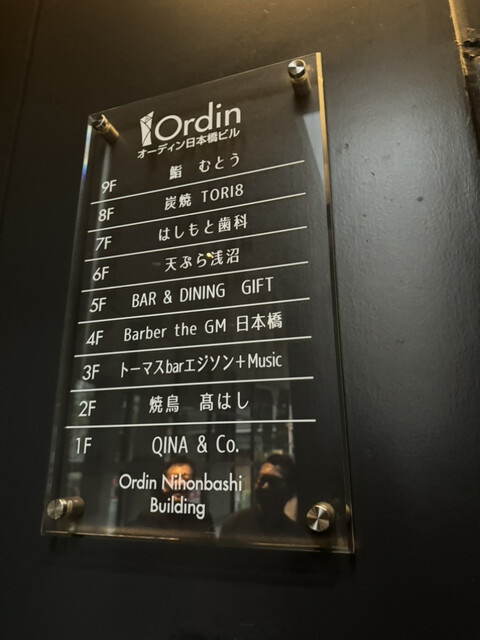 Ordin
オーディン日本橋ビル
9F 鮨 むとう
8F 炭焼 TORI8
7F はしもと歯科
6F 天ぷら浅沼
5F BAR & DINING GIFT
4F Barber the GM 日本橋
3F トーマスbarエジソン+Music
2F 焼鳥 髙はし
1F QINA & Co.
Ordin Nihonbashi
Building